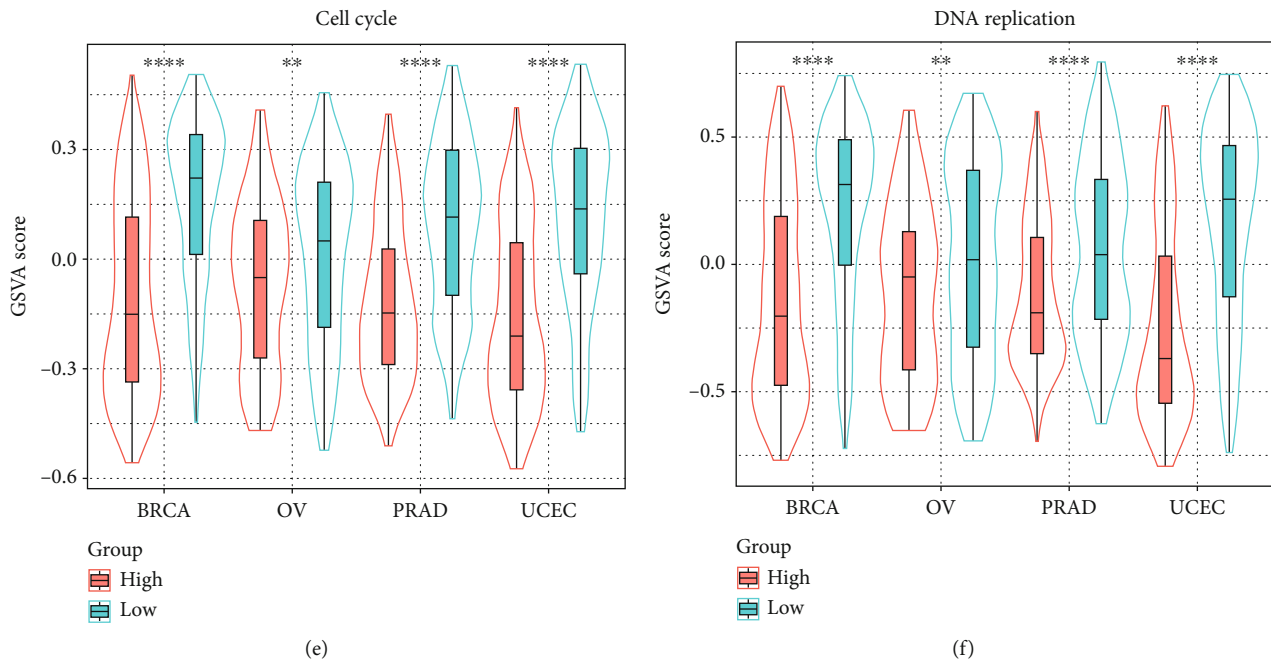 Cell cycle
**** ** **** ****
0.3
0.0
−0.3
−0.6
GSVA score
BRCA OV PRAD UCEC
Group
High
Low
(e)
DNA replication
**** ** **** ****
0.5
0.0
−0.5
GSVA score
BRCA OV PRAD UCEC
Group
High
Low
(f)